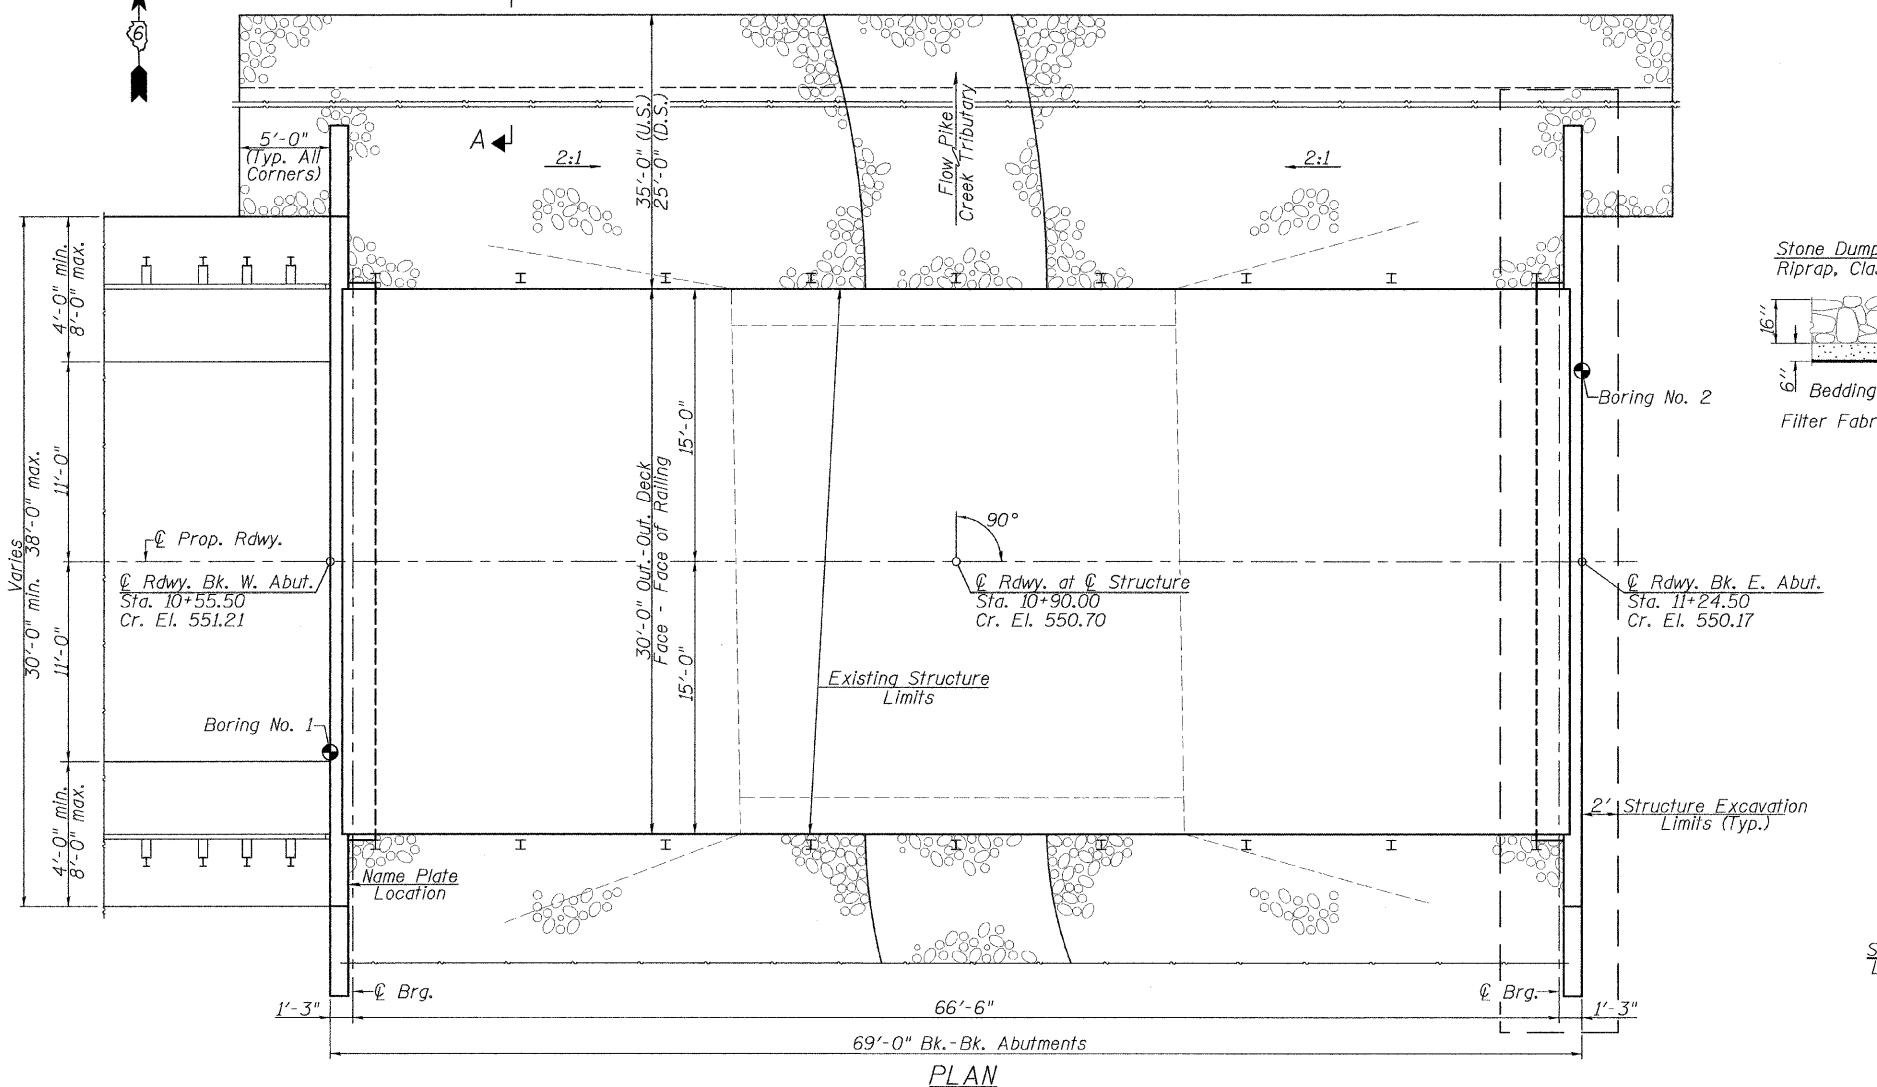 6
A
5'-0"
(Typ. All
Corners)
2:1
35'-0" (U.S.)
25'-0" (D.S.)
Flow Pike
Creek Tributary
2:1
4'-0" min.
8'-0" max.
Stone Dump
Riprap,
16"
6"
Bedding
Filter
Boring No. 2
Varies
30'-0" min. 38'-0" max.
11'-0"
15'-0"
30'-0" Out.-Out. Deck
Face - Face of Railing
90°
℄ Prop. Rdwy.
℄ Rdwy. Bk. W. Abut.
Sta. 10+55.50
Cr. El. 551.21
℄ Rdwy. at ℄ Structure
Sta. 10+90.00
Cr. El. 550.70
℄ Rdwy. Bk. E. Abut.
Sta. 11+24.50
Cr. El. 550.17
11'-0"
15'-0"
Existing Structure
Limits
Boring No. 1
2' Structure Excavation
Limits (Typ.)
4'-0" min.
8'-0" max.
Name Plate
Location
℄ Brg.
℄ Brg.
1'-3"
66'-6"
1'-3"
69'-0" Bk.-Bk. Abutments
PLAN